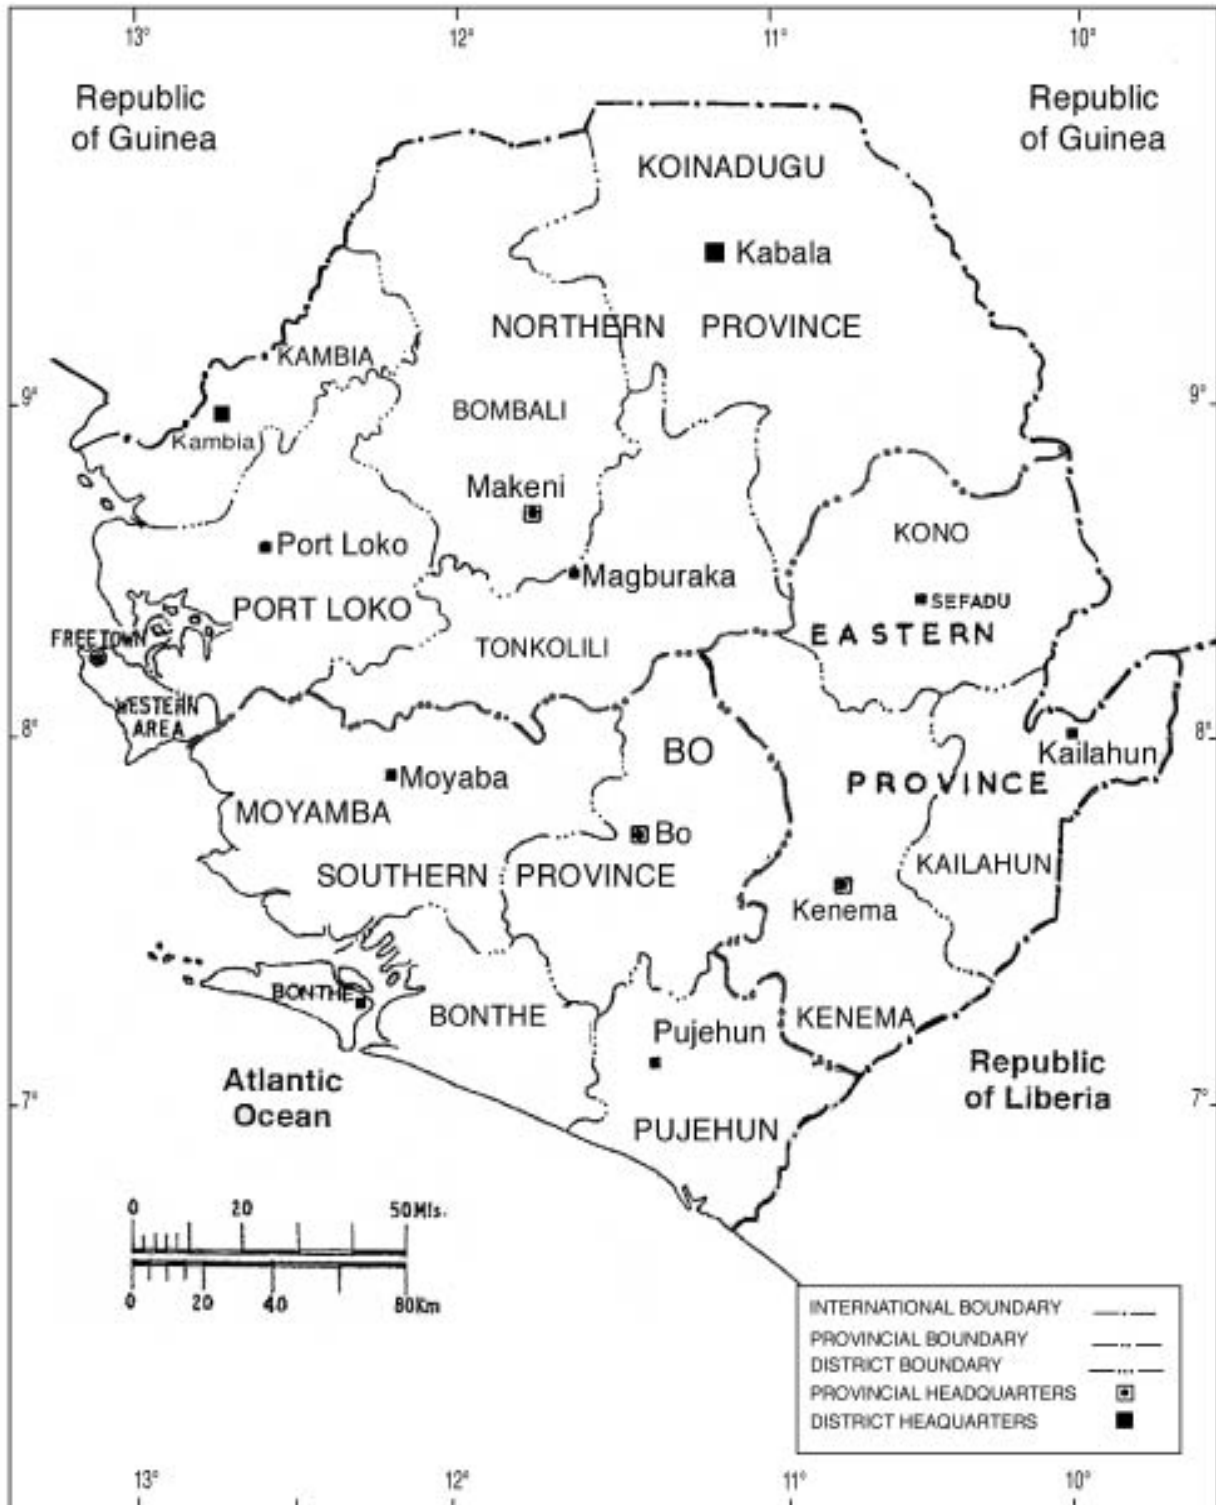 13°
12°
11°
10°
Republic
of Guinea
Republic
of Guinea
KOINADUGU
Kabala
NORTHERN PROVINCE
KAMBIA
9°
9°
BOMBALI
Kambia
Makeni
KONO
Port Loko
Magburaka
SEFADU
PORT LOKO
EASTERN
FREETOWN
TONKOLILI
WESTERN
AREA
8°
8°
BO
Kailahun
Moyaba
PROVINCE
MOYAMBA
Bo
KAILAHUN
SOUTHERN PROVINCE
Kenema
BONTHE
BONTHE
KENEMA
Pujehun
Atlantic
Ocean
Republic
of Liberia
7°
7°
PUJEHUN
0 20 50 Mls.
0 20 40 80Km
INTERNATIONAL BOUNDARY
PROVINCIAL BOUNDARY
DISTRICT BOUNDARY
PROVINCIAL HEADQUARTERS
DISTRICT HEAQUARTERS
13°
12°
11°
10°